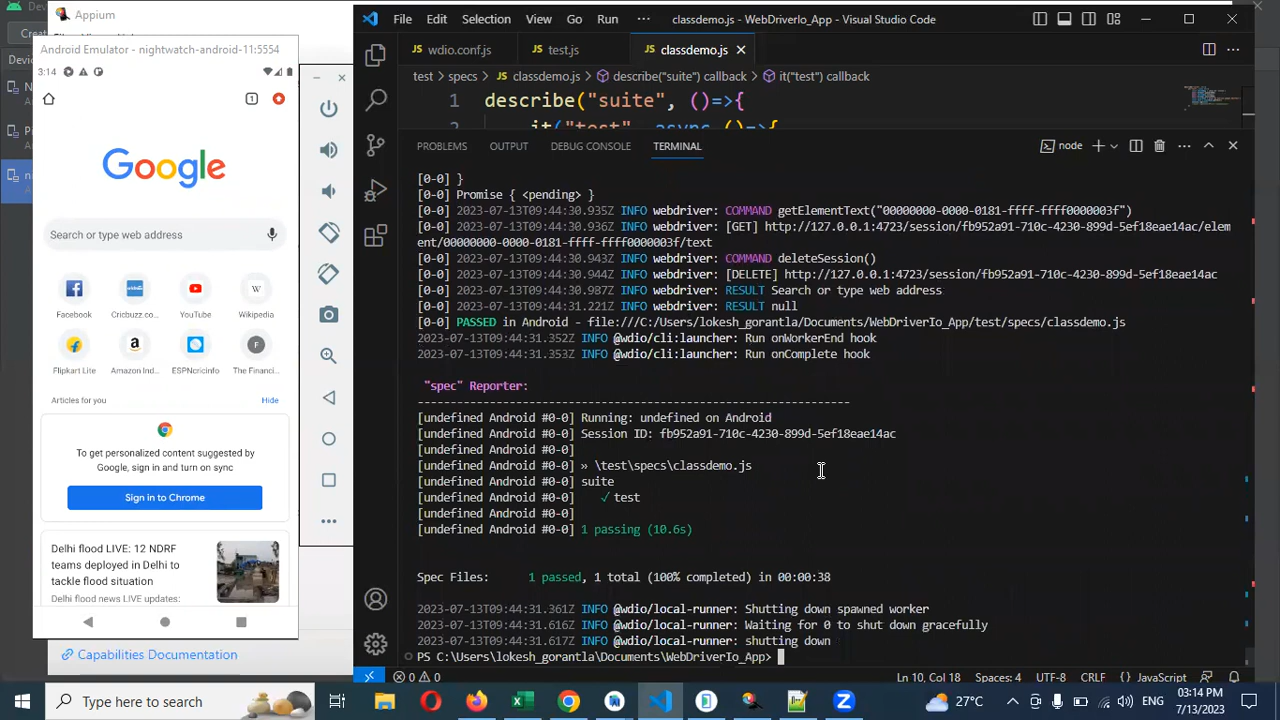 Appium
Android Emulator - nightwatch-android-11:5554
3:14
1
Google
Search or type web address
Facebook
Cricbuzz.co...
YouTube
W
Wikipedia
Flipkart Lite
Amazon Ind...
ESPNcricinfo
F
The Financi...
Articles for you
Hide
To get personalized content suggested by
Google, sign in and turn on sync
Sign in to Chrome
Delhi flood LIVE: 12 NDRF
teams deployed in Delhi to
tackle flood situation
Delhi flood news LIVE updates:
Capabilities Documentation
File Edit Selection View Go Run ··· classdemo.js - WebDriverIo_App - Visual Studio Code
wdio.conf.js
test.js
classdemo.js
test > specs > classdemo.js > describe("suite") callback > it("test") callback
1 describe("suite", ()=>{
2 it("test", async ()=>{
PROBLEMS OUTPUT DEBUG CONSOLE TERMINAL
node
[0-0] }
[0-0] Promise { <pending> }
[0-0] 2023-07-13T09:44:30.935Z INFO webdriver: COMMAND getElementText("00000000-0000-0181-ffff-ffff0000003f")
[0-0] 2023-07-13T09:44:30.936Z INFO webdriver: [GET] http://127.0.0.1:4723/session/fb952a91-710c-4230-899d-5ef18eae14ac/elem
ent/00000000-0000-0181-ffff-ffff0000003f/text
[0-0] 2023-07-13T09:44:30.943Z INFO webdriver: COMMAND deleteSession()
[0-0] 2023-07-13T09:44:30.944Z INFO webdriver: [DELETE] http://127.0.0.1:4723/session/fb952a91-710c-4230-899d-5ef18eae14ac
[0-0] 2023-07-13T09:44:30.987Z INFO webdriver: RESULT Search or type web address
[0-0] 2023-07-13T09:44:31.221Z INFO webdriver: RESULT null
[0-0] PASSED in Android - file:///C:/Users/lokesh_gorantla/Documents/WebDriverIo_App/test/specs/classdemo.js
2023-07-13T09:44:31.352Z INFO @wdio/cli:launcher: Run onWorkerEnd hook
2023-07-13T09:44:31.353Z INFO @wdio/cli:launcher: Run onComplete hook
"spec" Reporter:
------------------------------------------------------------------
[undefined Android #0-0] Running: undefined on Android
[undefined Android #0-0] Session ID: fb952a91-710c-4230-899d-5ef18eae14ac
[undefined Android #0-0]
[undefined Android #0-0] » \test\specs\classdemo.js
[undefined Android #0-0] suite
[undefined Android #0-0] ✓ test
[undefined Android #0-0]
[undefined Android #0-0] 1 passing (10.6s)
Spec Files: 1 passed, 1 total (100% completed) in 00:00:38
2023-07-13T09:44:31.361Z INFO @wdio/local-runner: Shutting down spawned worker
2023-07-13T09:44:31.616Z INFO @wdio/local-runner: Waiting for 0 to shut down gracefully
2023-07-13T09:44:31.617Z INFO @wdio/local-runner: shutting down
PS C:\Users\lokesh_gorantla\Documents\WebDriverIo_App>
0 0 Ln 10, Col 9 Spaces: 4 UTF-8 CRLF {} JavaScript
Type here to search
27°C
ENG
03:14 PM
7/13/2023